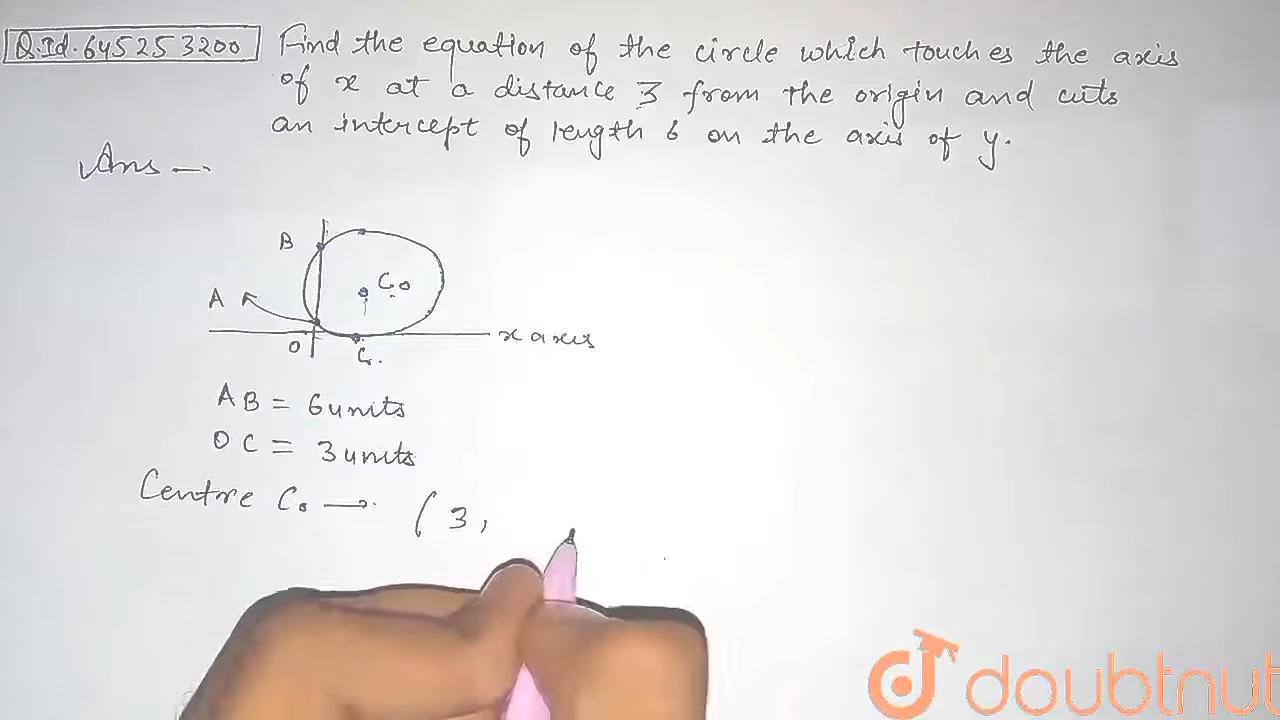 Q.Id. 645253200 Find the equation of the circle which touches the axis
of x at a distance 3 from the origin and cuts
an intercept of length 6 on the axis of y.
Ans —
B
C₀
A
x axis
O
C.
AB = 6 units
OC = 3 units
Centre C₀ → (3,
doubtnut